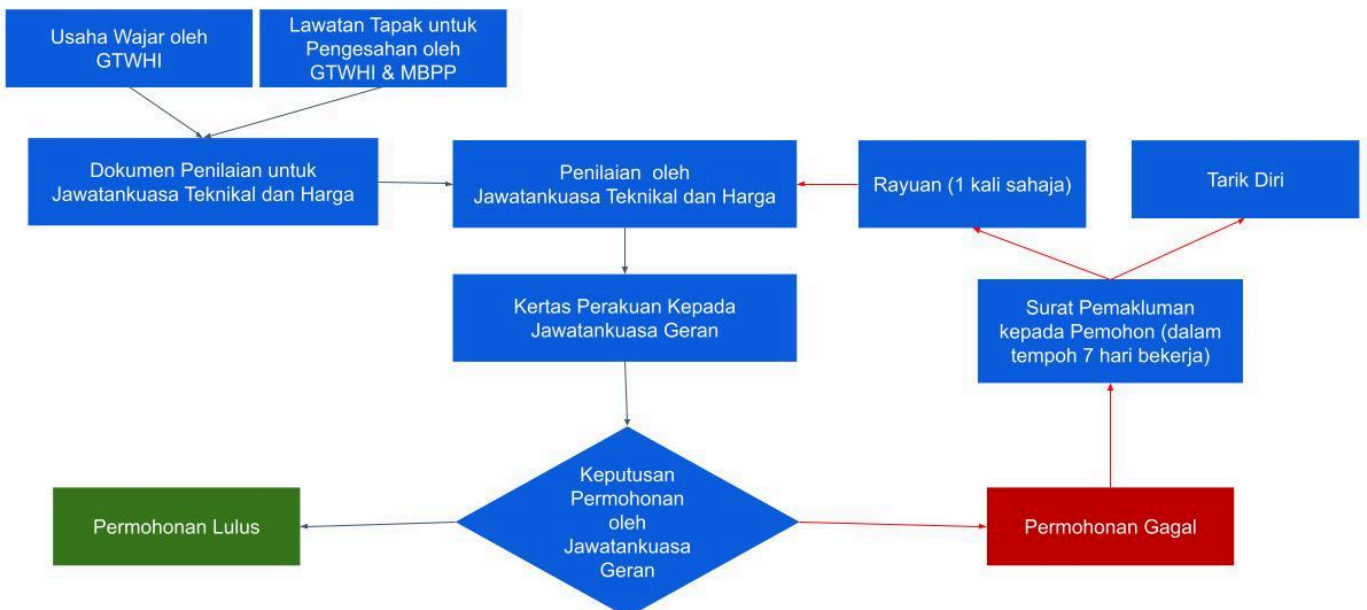 Usaha Wajar oleh
GTWHI
Lawatan Tapak untuk
Pengesahan oleh
GTWHI & MBPP
Dokumen Penilaian untuk
Jawatankuasa Teknikal dan Harga
Penilaian oleh
Jawatankuasa Teknikal dan Harga
Rayuan (1 kali sahaja)
Tarik Diri
Kertas Perakuan Kepada
Jawatankuasa Geran
Surat Pemakluman
kepada Pemohon (dalam
tempoh 7 hari bekerja)
Keputusan
Permohonan
oleh
Jawatankuasa
Geran
Permohonan Lulus
Permohonan Gagal